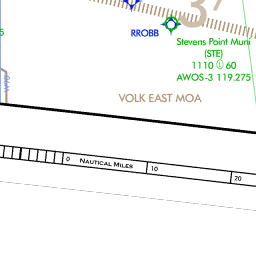 37
RROBB
Stevens Point Muni
(STE)
1110 60
AWOS-3 119.275
VOLK EAST MOA
0 NAUTICAL MILES 10 20